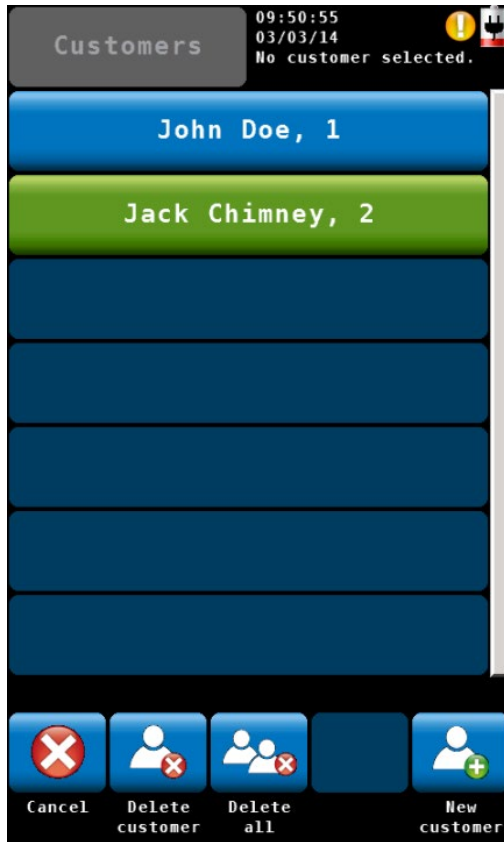 Customers
09:50:55
03/03/14
No customer selected.
John Doe, 1
Jack Chimney, 2
Cancel
Delete customer
Delete all
New customer